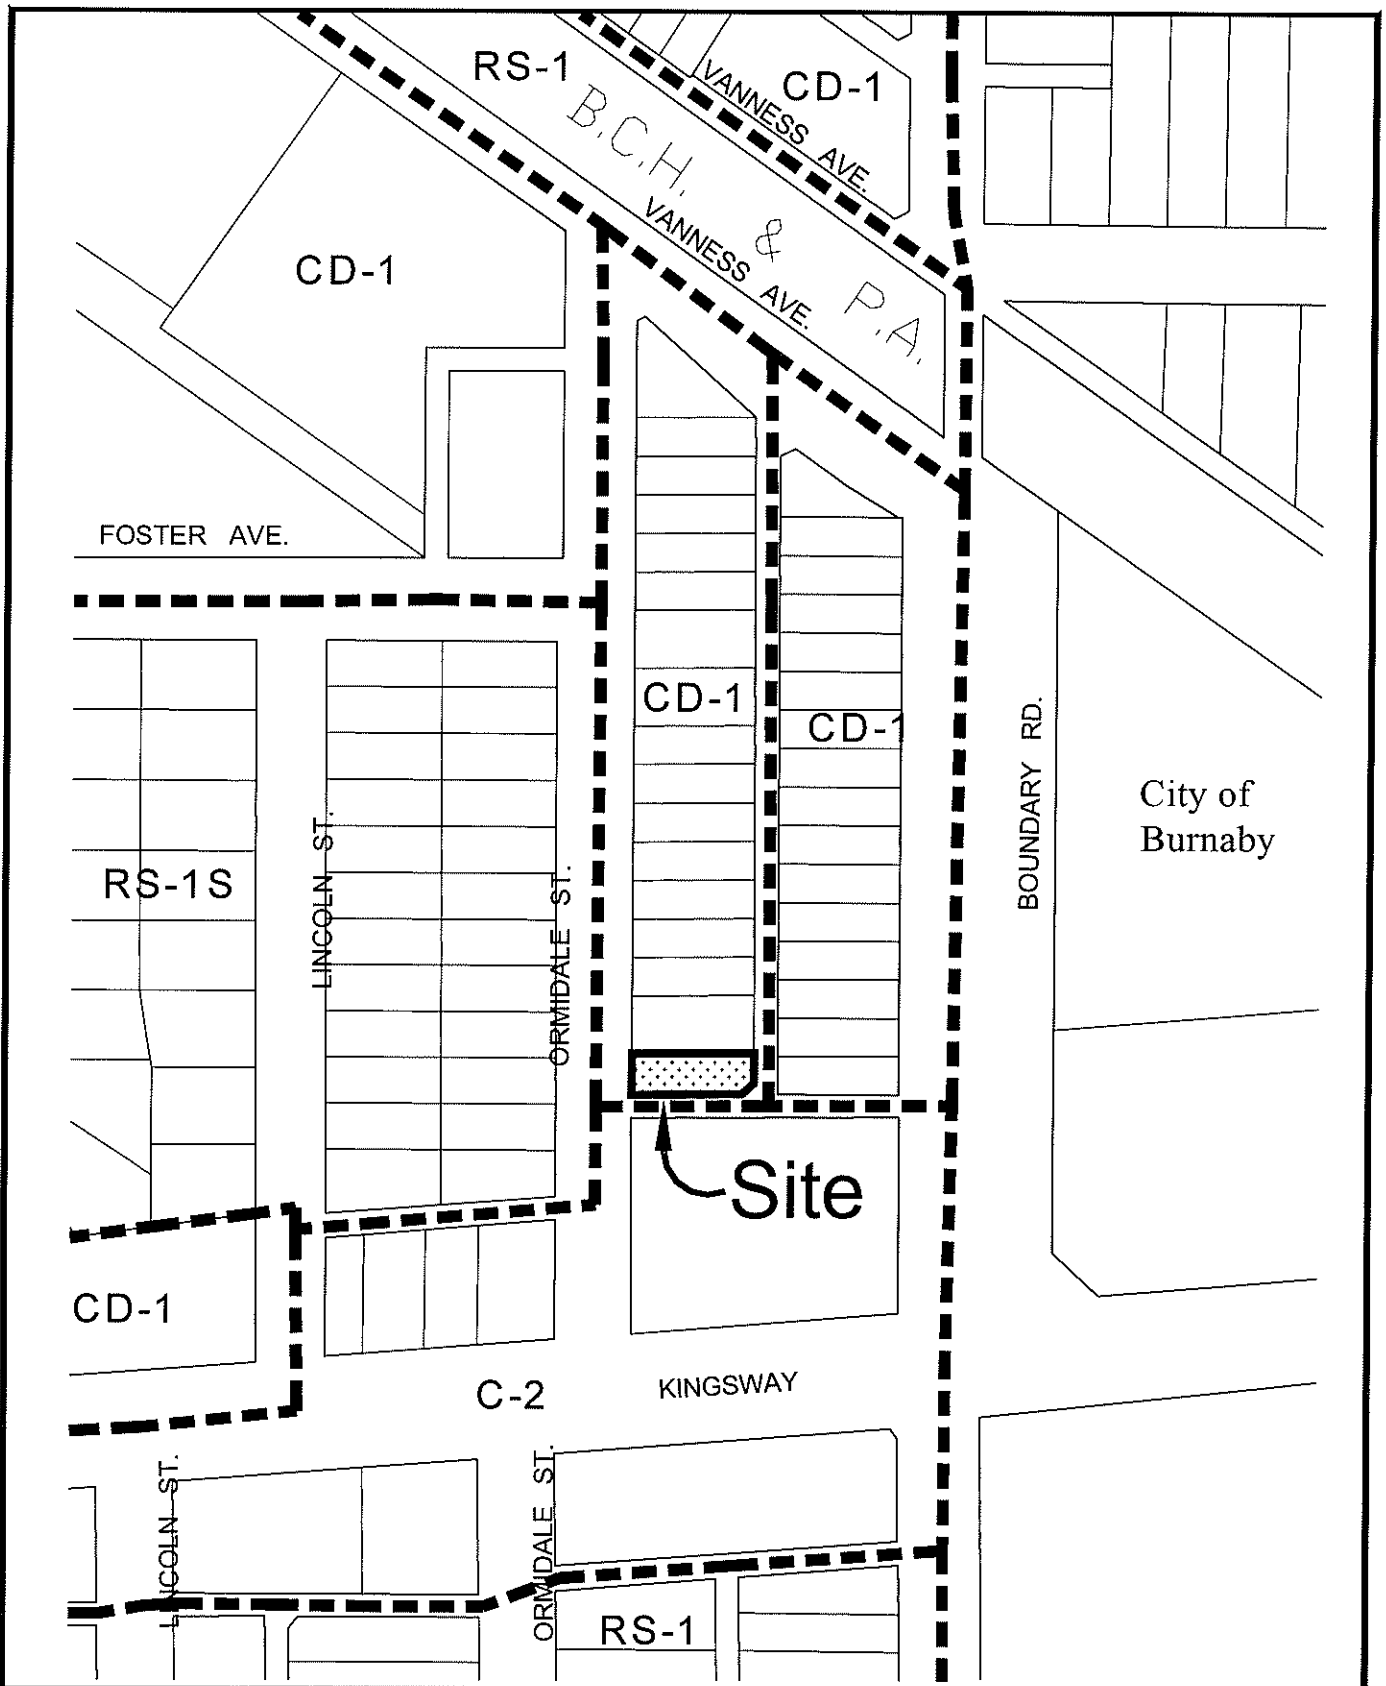 RS-1
CD-1
VANNESS AVE.
B.C.H. & P.A.
VANNESS AVE.
CD-1
FOSTER AVE.
CD-1
CD-1
BOUNDARY RD.
City of
Burnaby
RS-1S
LINCOLN ST.
ORMIDALE ST.
Site
CD-1
C-2
KINGSWAY
LINCOLN ST.
ORMIDALE ST.
RS-1